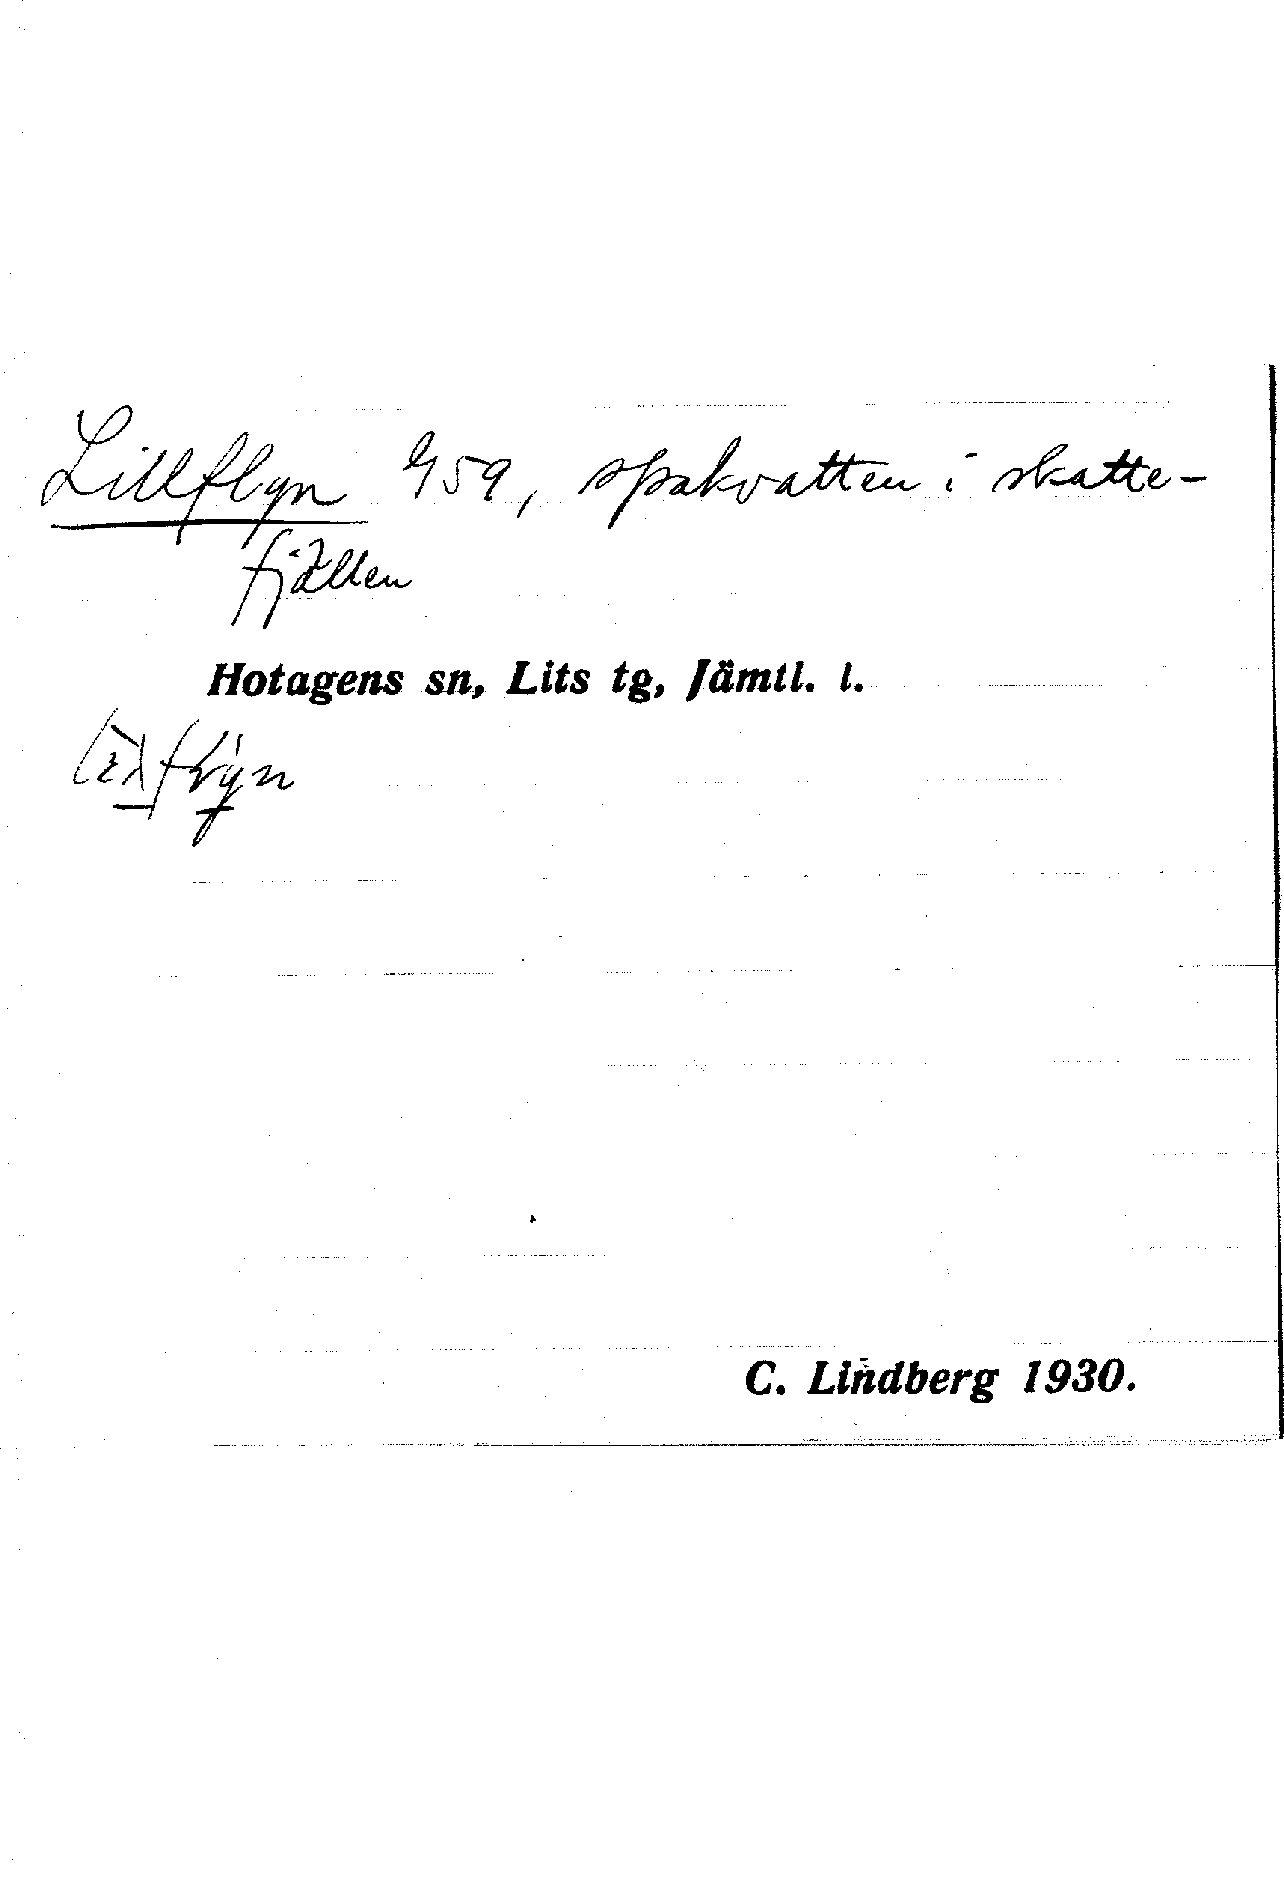 Lillflyn 459, spakvatten i skatte-
fjällen
Hotagens sn, Lits tg, Jämtl. l.
C. Lindberg 1930.